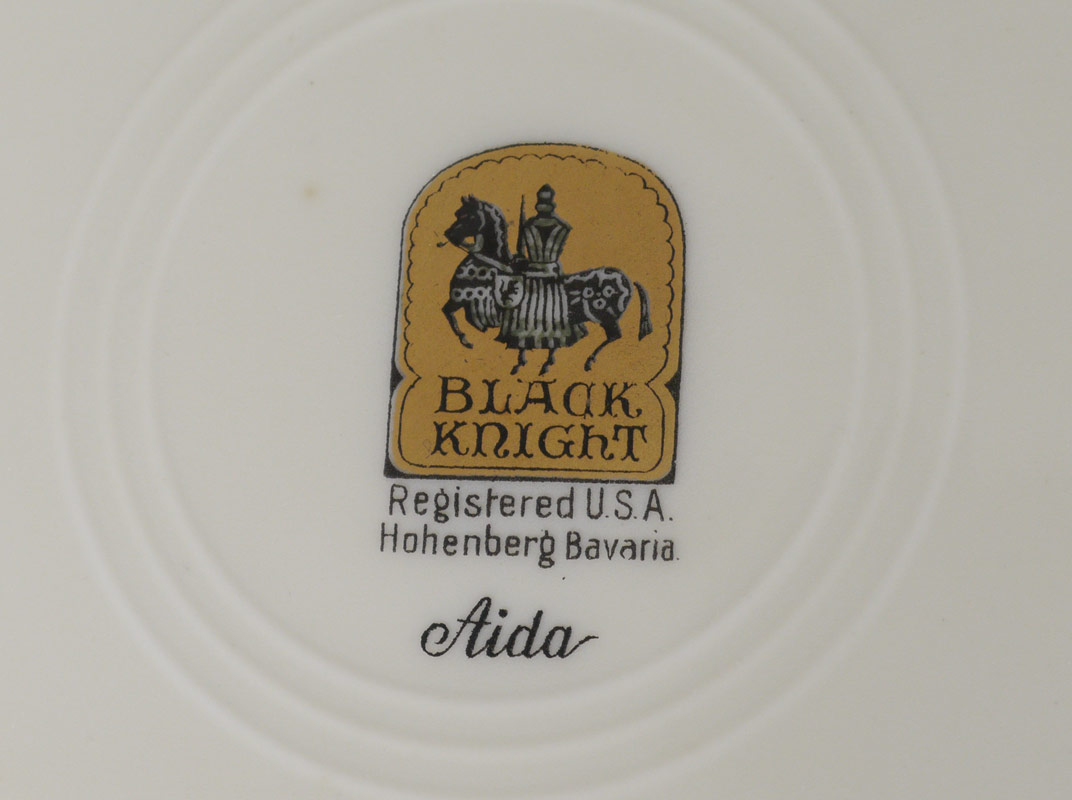 BLACK
KNIGHT
Registered U.S.A.
Hohenberg Bavaria.
Aida